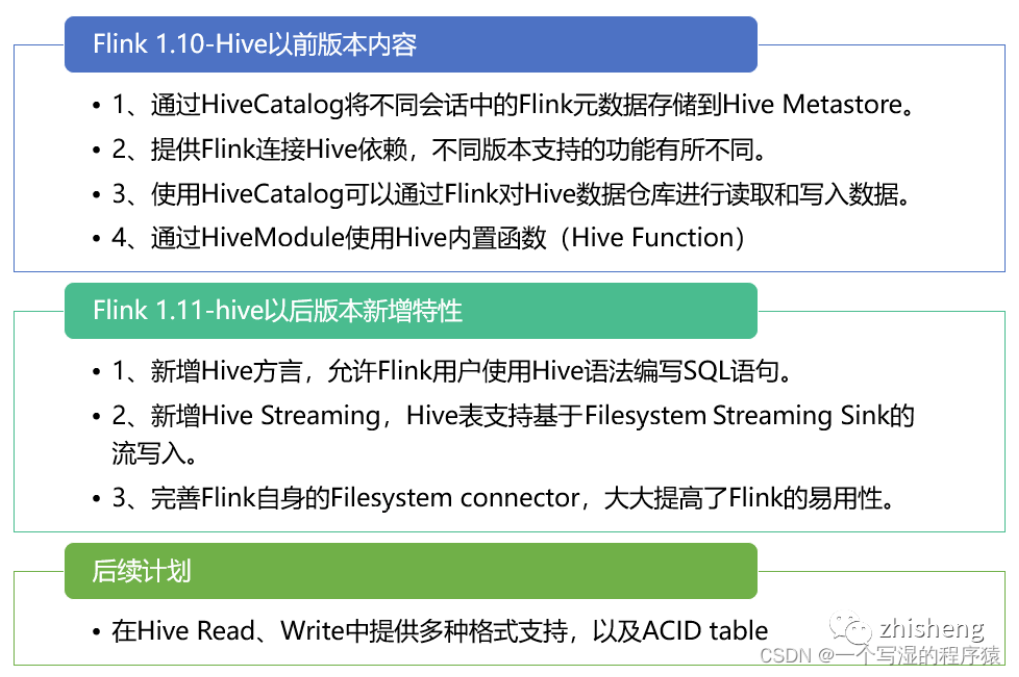 Flink 1.10-Hive以前版本内容
• 1、通过HiveCatalog将不同会话中的Flink元数据存储到Hive Metastore。
• 2、提供Flink连接Hive依赖，不同版本支持的功能有所不同。
• 3、使用HiveCatalog可以通过Flink对Hive数据仓库进行读取和写入数据。
• 4、通过HiveModule使用Hive内置函数（Hive Function）
Flink 1.11-hive以后版本新增特性
• 1、新增Hive方言，允许Flink用户使用Hive语法编写SQL语句。
• 2、新增Hive Streaming，Hive表支持基于Filesystem Streaming Sink的
流写入。
• 3、完善Flink自身的Filesystem connector，大大提高了Flink的易用性。
后续计划
• 在Hive Read、Write中提供多种格式支持，以及ACID table
zhisheng
CSDN @一个写湿的程序猿